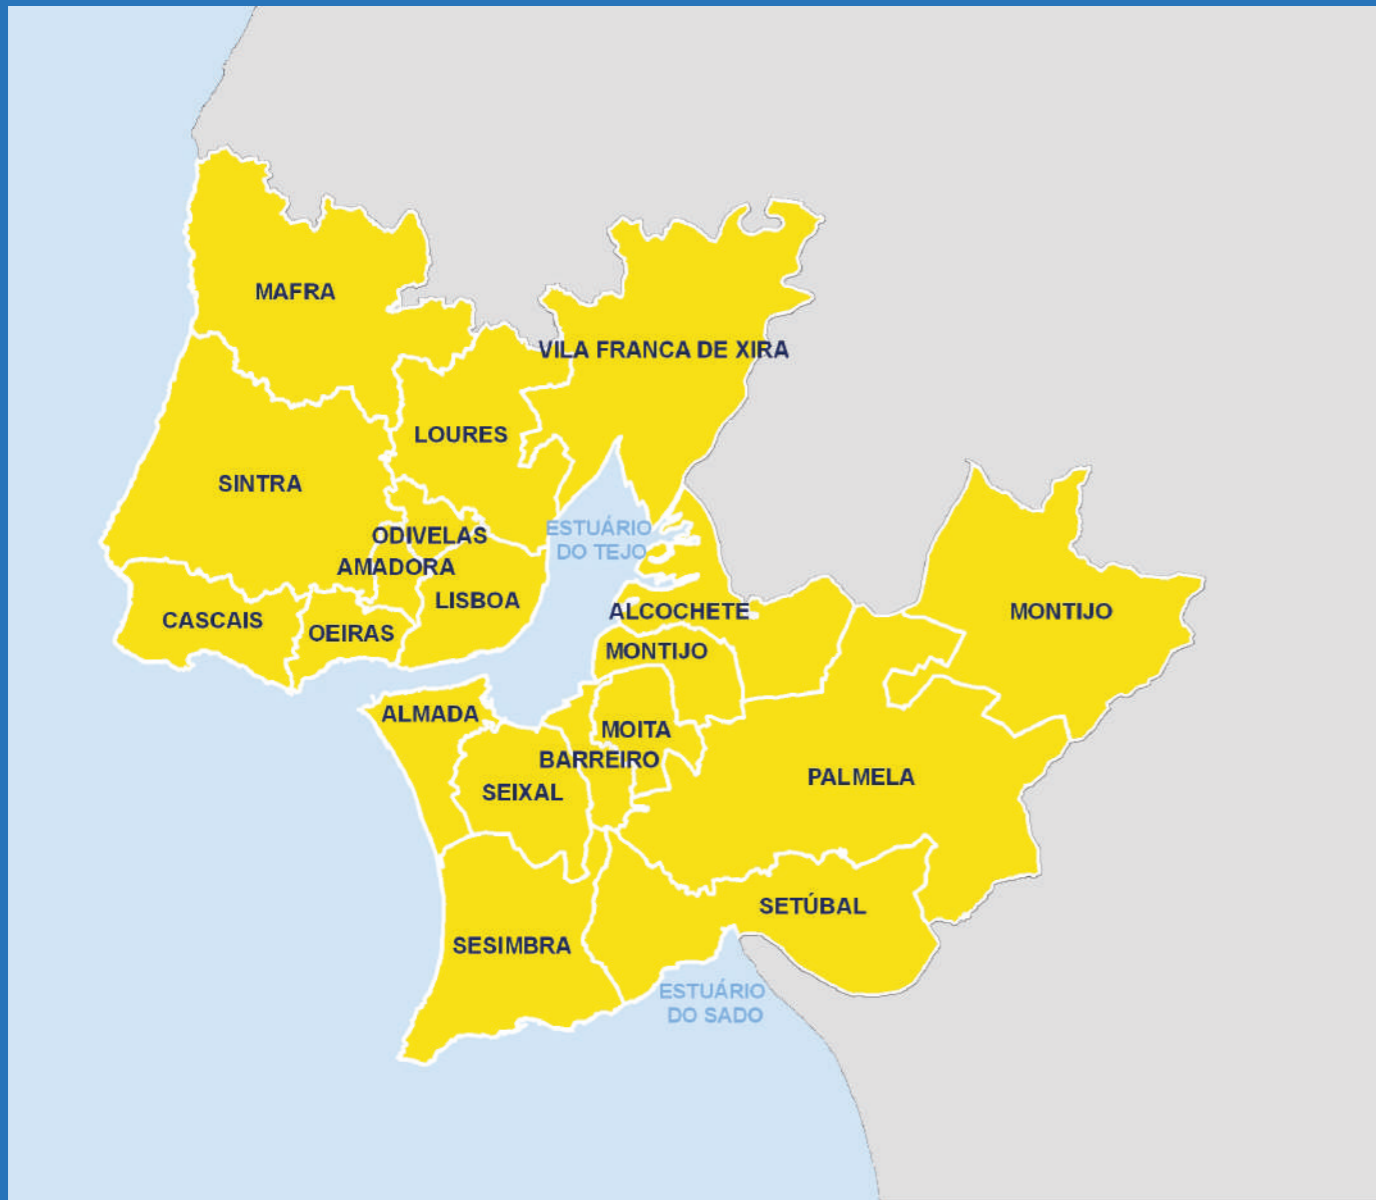 MAFRA
VILA FRANCA DE XIRA
LOURES
SINTRA
ESTUÁRIO
DO TEJO
ODIVELAS
AMADORA
LISBOA
CASCAIS
OEIRAS
ALCOCHETE
MONTIJO
MONTIJO
ALMADA
MOITA
BARREIRO
SEIXAL
PALMELA
SETÚBAL
SESIMBRA
ESTUÁRIO
DO SADO